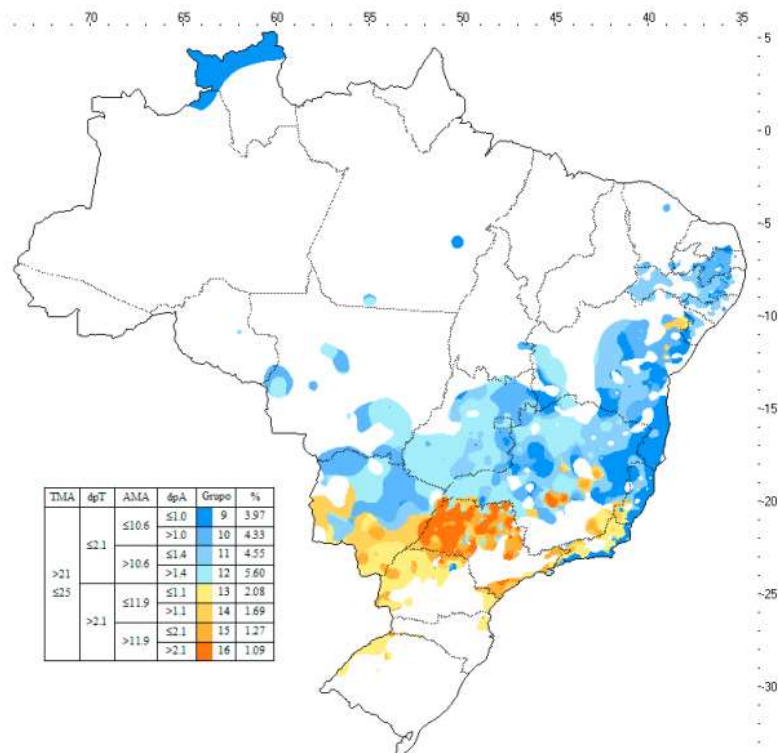 65 60 55 50 45 40 35
5
0
-5
-10
-15
-20
-25
-30
TMA dpT AMA dpA Grupo %
>21 ≤25 ≤2.1 ≤10.6 ≤1.0 9 3.97
>1.0 10 4.33
>10.6 ≤1.4 11 4.55
>1.4 12 5.60
>2.1 ≤11.9 ≤1.1 13 2.08
>1.1 14 1.69
>11.9 ≤2.1 15 1.27
>2.1 16 1.09